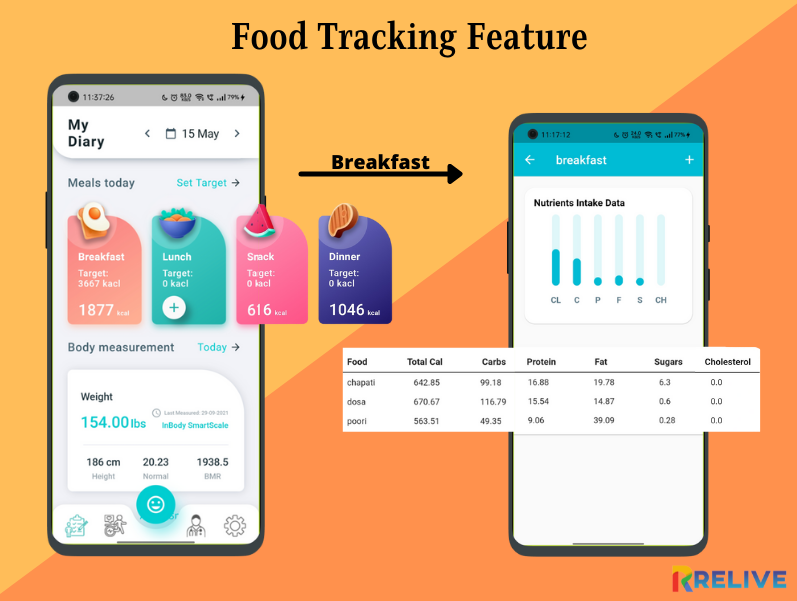 Food Tracking Feature
11:37:26
79%
My
Diary
15 May
Meals today
Set Target
Breakfast
Target:
3667 kacl
1877 kcal
Lunch
Target:
0 kacl
Snack
Target:
0 kacl
616 kcal
Dinner
Target:
0 kacl
1046 kcal
Body measurement
Today
Weight
154.00 lbs
Last Measured: 29-09-2021
InBody SmartScale
186 cm 20.23 1938.5
Height Normal BMR
Breakfast
11:17:12
77%
breakfast
Nutrients Intake Data
CL C P F S CH
Food Total Cal Carbs Protein Fat Sugars Cholesterol
chapati 642.85 99.18 16.88 19.78 6.3 0.0
dosa 670.67 116.79 15.54 14.87 0.6 0.0
poori 563.51 49.35 9.06 39.09 0.28 0.0
RELIVE